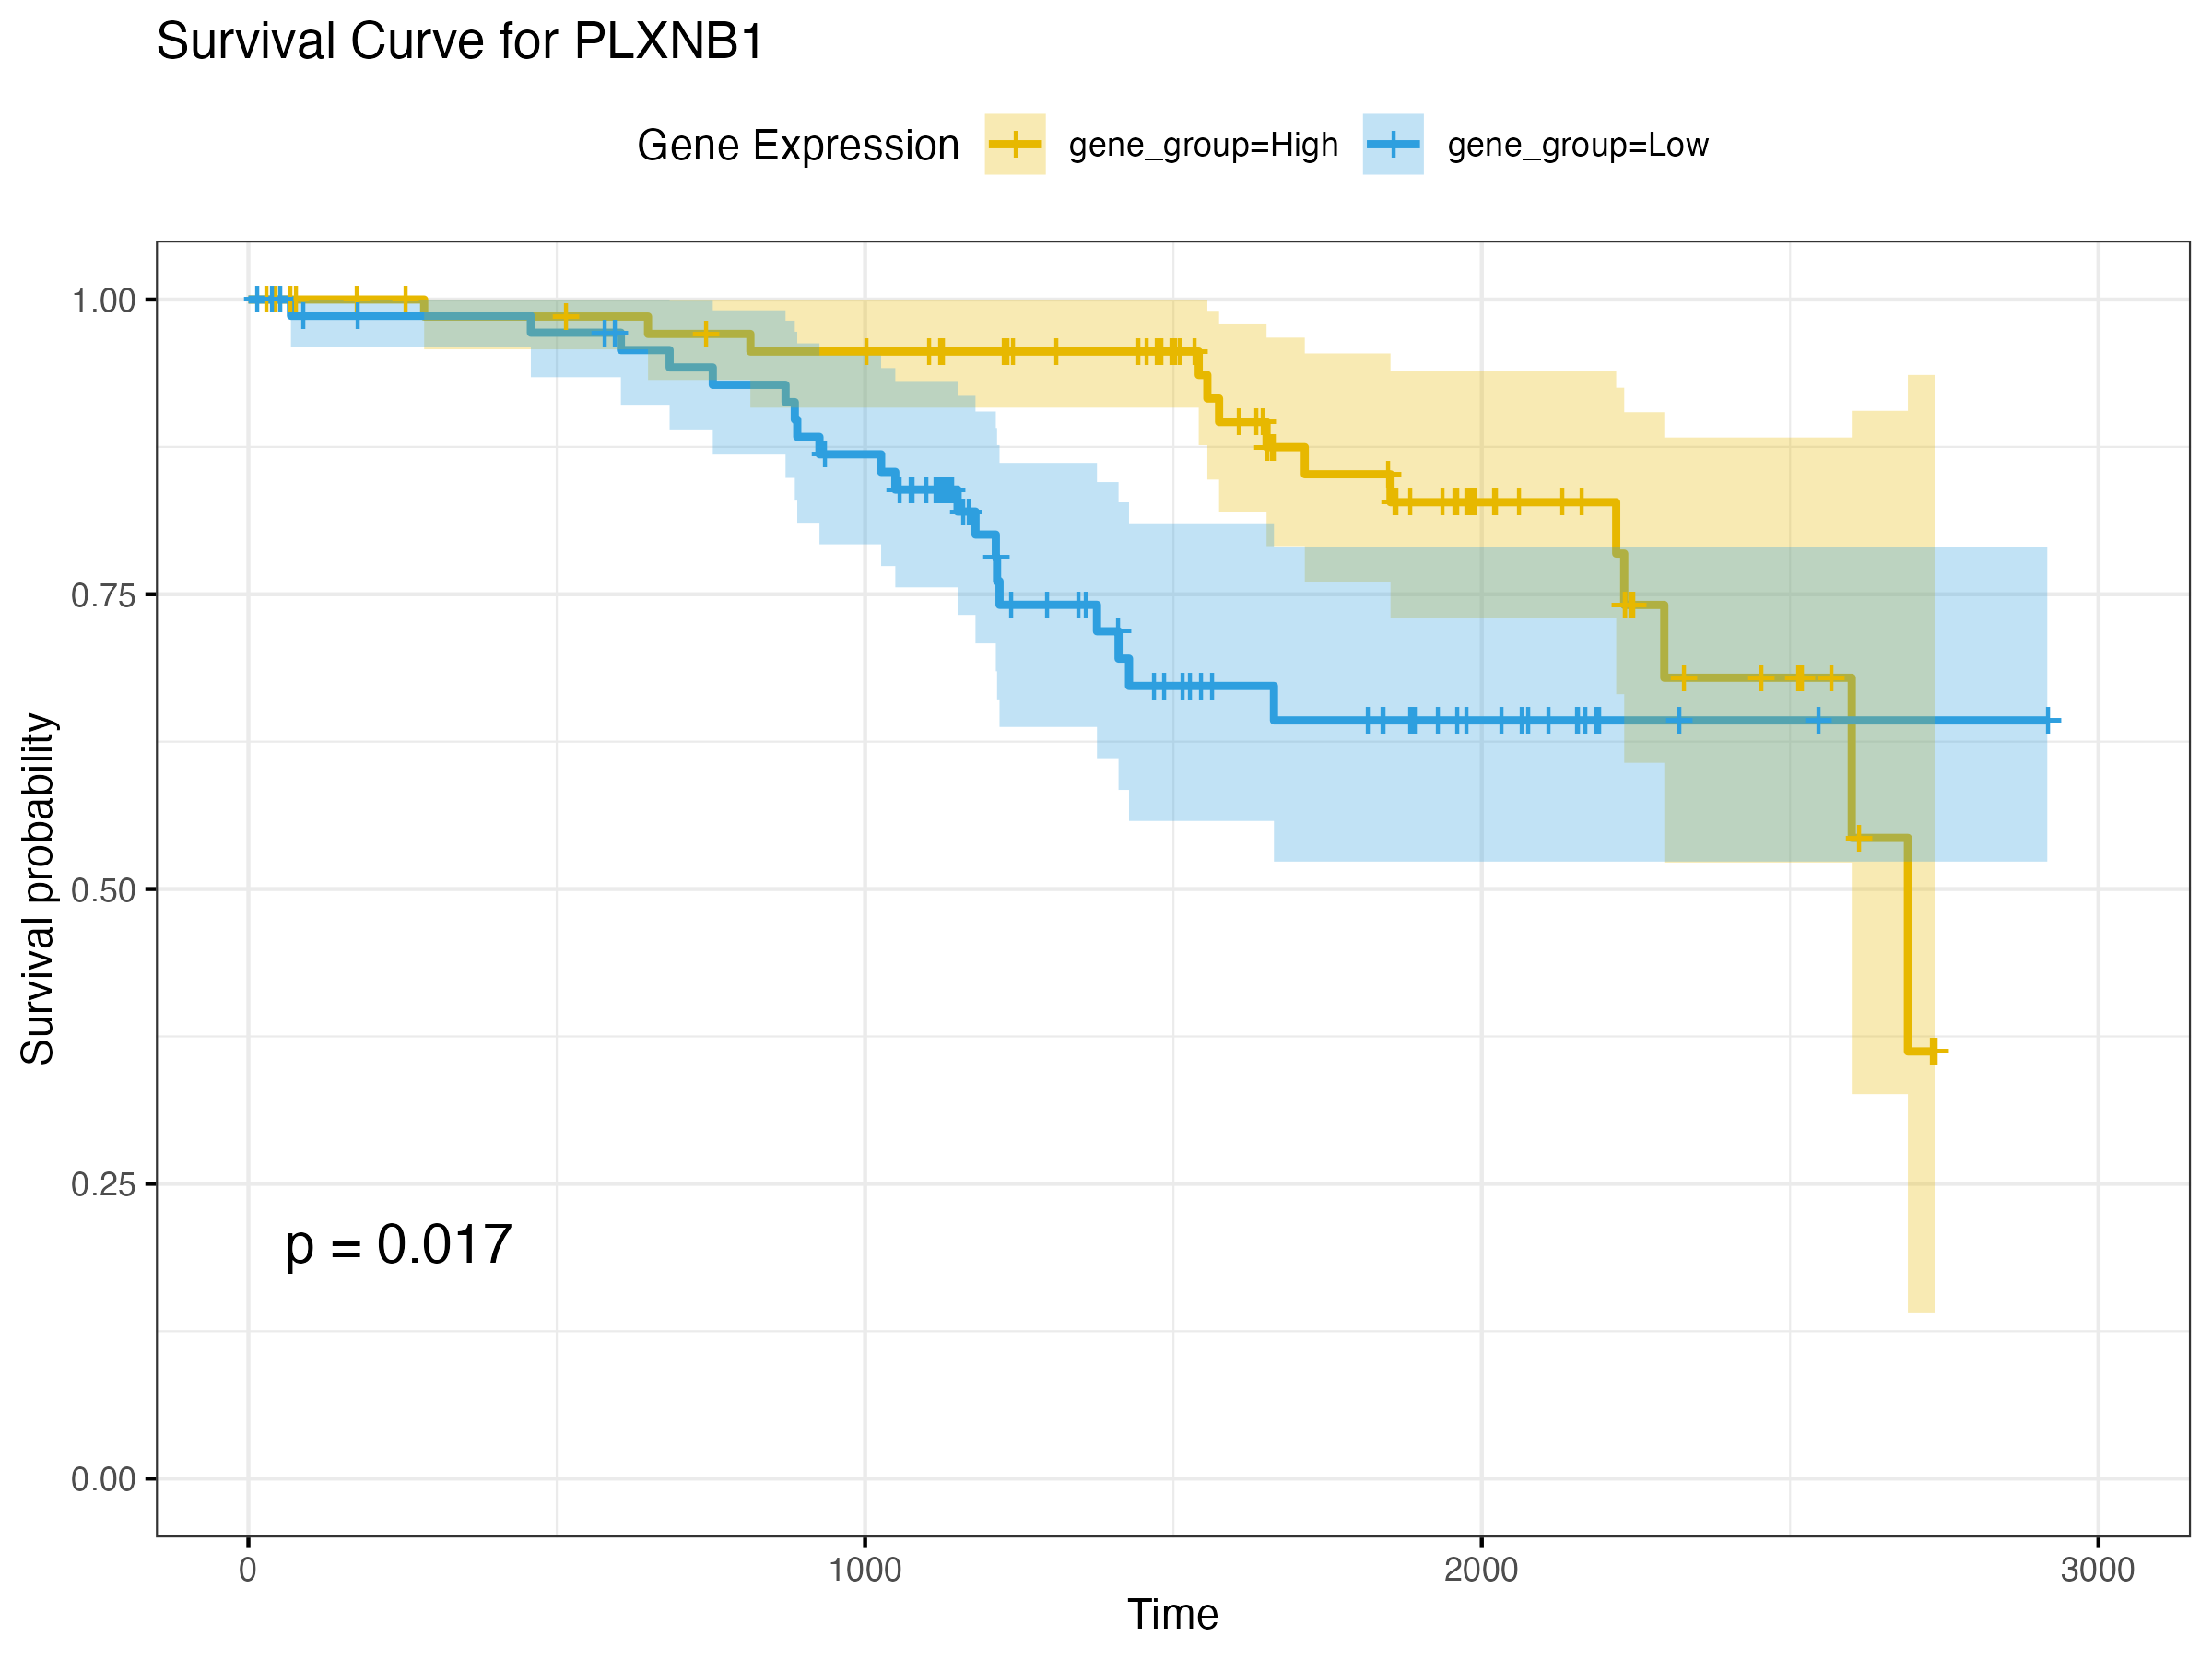 Survival Curve for PLXNB1
Gene Expression gene_group=High gene_group=Low
Survival probability
1.00
0.75
0.50
0.25
0.00
p = 0.017
0 1000 2000 3000
Time